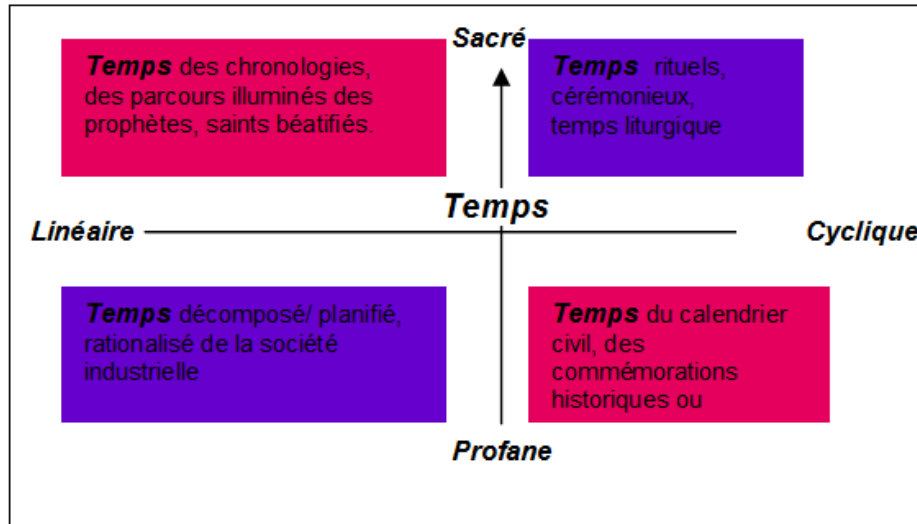 Sacré
Temps des chronologies,
des parcours illuminés des
prophètes, saints béatifiés.
Temps rituels,
cérémonieux,
temps liturgique
Temps
Linéaire
Cyclique
Temps décomposé/ planifié,
rationalisé de la société
industrielle
Temps du calendrier
civil, des
commémorations
historiques ou
Profane